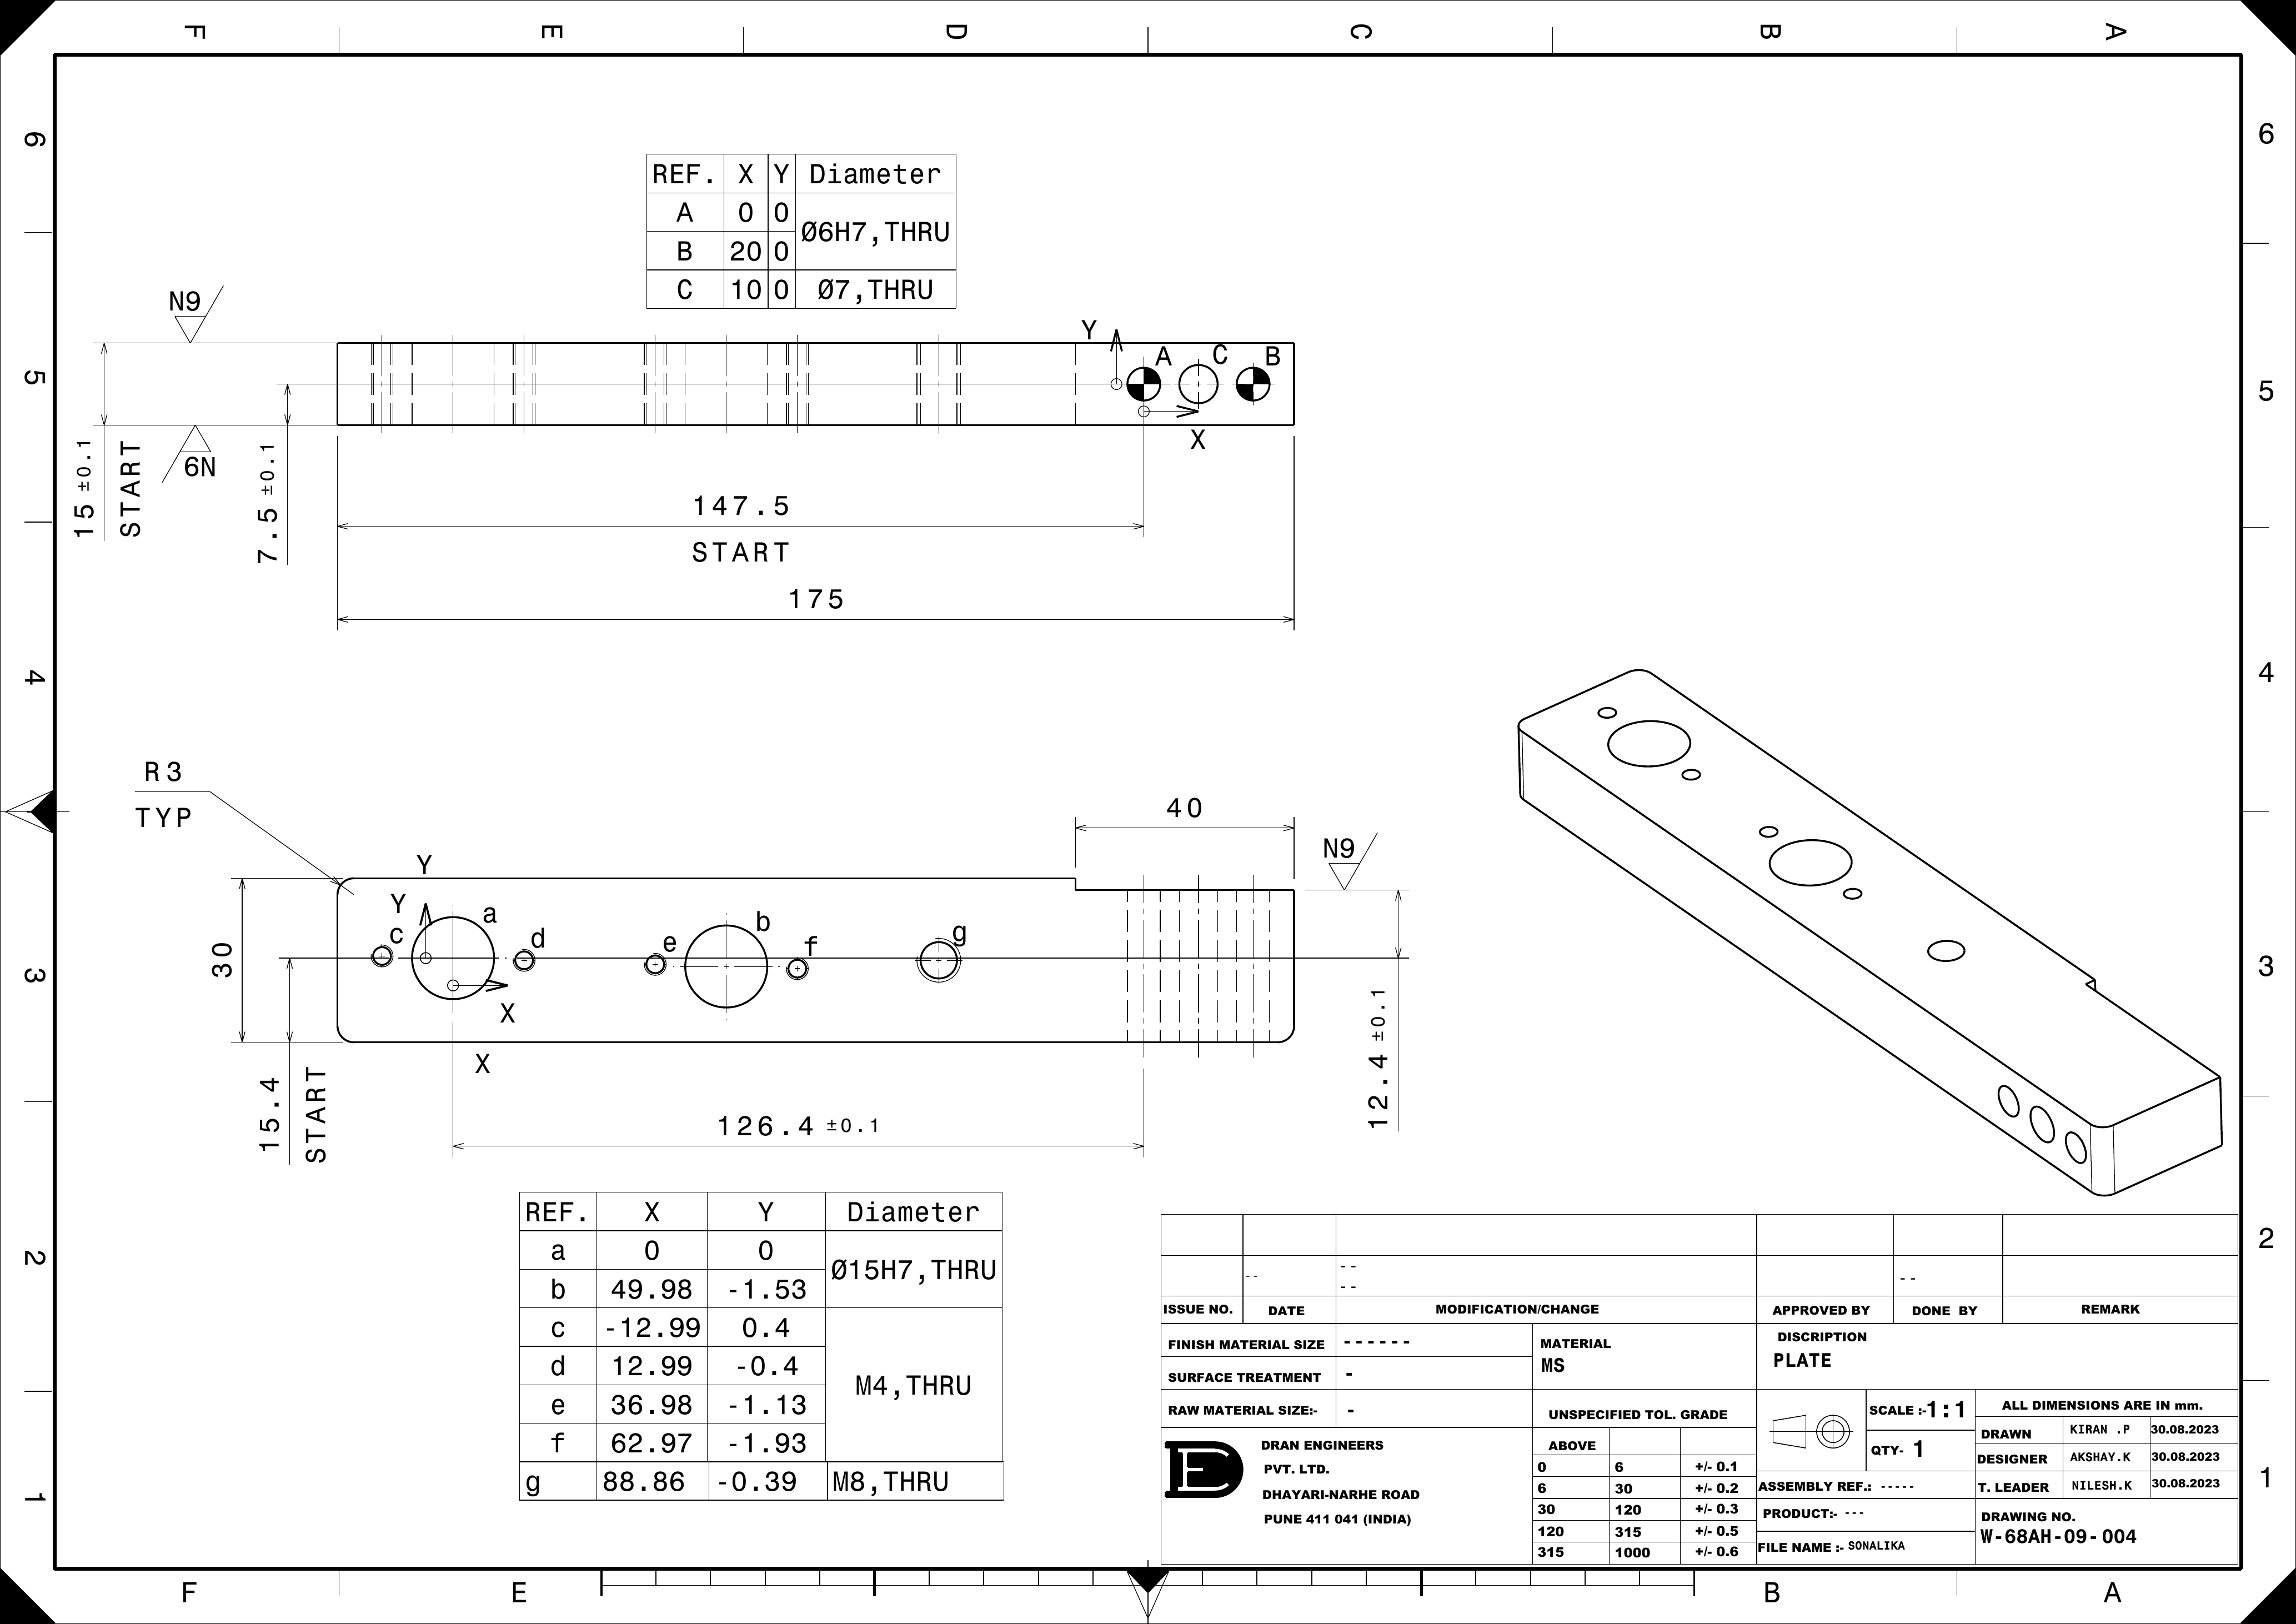 F E D C B A
6 6
REF. X Y Diameter
A 0 0 Ø6H7,THRU
B 20 0
C 10 0 Ø7,THRU
N9
Y
A C B
5 5
X
6N
15 ±0.1
START
7.5 ±0.1
147.5
START
175
4 4
R3
TYP
40
N9
Y
Y
a
b
c
d
e
f
g
30
3 3
X
X
15.4
START
126.4 ±0.1
12.4 ±0.1
REF. X Y Diameter
a 0 0 Ø15H7,THRU
b 49.98 -1.53
c -12.99 0.4 M4,THRU
d 12.99 -0.4
e 36.98 -1.13
f 62.97 -1.93
g 88.86 -0.39 M8,THRU
2 2
-- -- --
--
ISSUE NO. DATE MODIFICATION/CHANGE APPROVED BY DONE BY REMARK
FINISH MATERIAL SIZE ------
SURFACE TREATMENT -
RAW MATERIAL SIZE:- -
MATERIAL
MS
DISCRIPTION
PLATE
UNSPECIFIED TOL. GRADE
ABOVE
0 6 +/- 0.1
6 30 +/- 0.2
30 120 +/- 0.3
120 315 +/- 0.5
315 1000 +/- 0.6
DE
DRAN ENGINEERS
PVT. LTD.
DHAYARI-NARHE ROAD
PUNE 411 041 (INDIA)
SCALE :-1:1
QTY- 1
ALL DIMENSIONS ARE IN mm.
DRAWN KIRAN .P 30.08.2023
DESIGNER AKSHAY.K 30.08.2023
T. LEADER NILESH.K 30.08.2023
ASSEMBLY REF.: -----
PRODUCT:- ---
FILE NAME :- SONALIKA
DRAWING NO.
W-68AH-09-004
1 1
F E B A